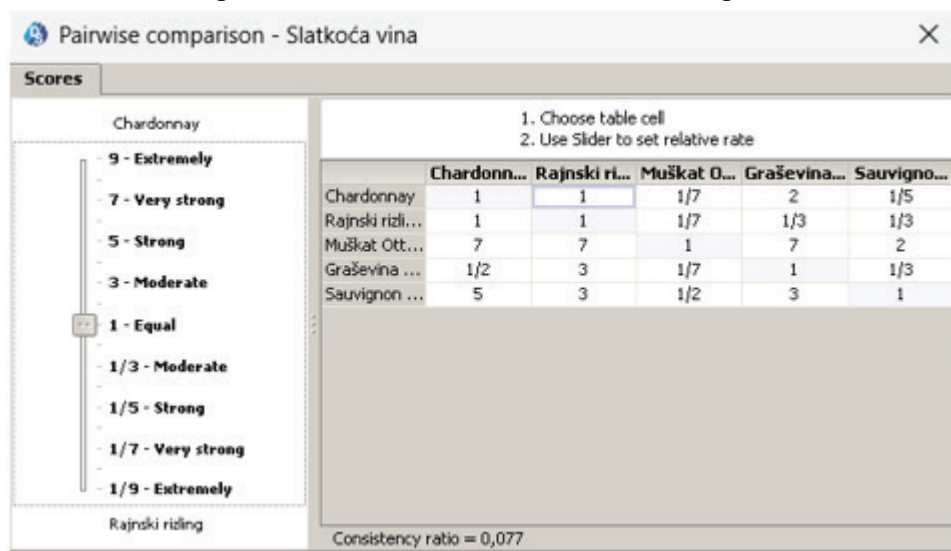 Pairwise comparison - Slatkoća vina
Scores
Chardonnay
9 - Extremely
7 - Very strong
5 - Strong
3 - Moderate
1 - Equal
1/3 - Moderate
1/5 - Strong
1/7 - Very strong
1/9 - Extremely
Rajnski rizling
1. Choose table cell
2. Use Slider to set relative rate
Chardonn... Rajnski ri... Muškat O... Graševina... Sauvigno...
Chardonnay 1 1 1/7 2 1/5
Rajnski rizli... 1 1 1/7 1/3 1/3
Muškat Ott... 7 7 1 7 2
Graševina ... 1/2 3 1/7 1 1/3
Sauvignon ... 5 3 1/2 3 1
Consistency ratio = 0,077